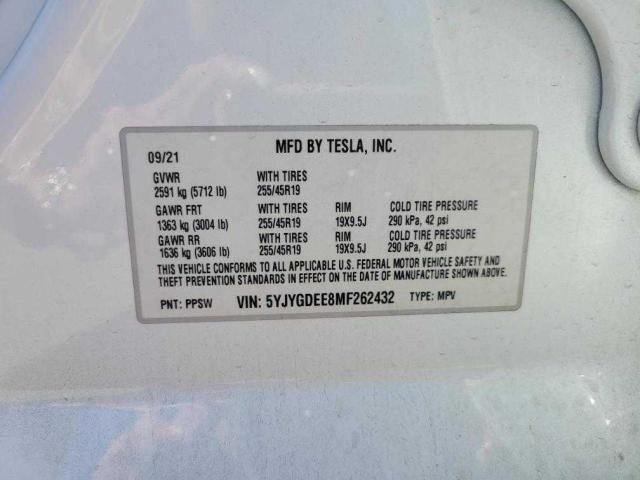 09/21 MFD BY TESLA, INC.
GVWR WITH TIRES
2591 kg (5712 lb) 255/45R19
GAWR FRT WITH TIRES RIM COLD TIRE PRESSURE
1363 kg (3004 lb) 255/45R19 19X9.5J 290 kPa, 42 psi
GAWR RR WITH TIRES RIM COLD TIRE PRESSURE
1636 kg (3606 lb) 255/45R19 19X9.5J 290 kPa, 42 psi
THIS VEHICLE CONFORMS TO ALL APPLICABLE U.S. FEDERAL MOTOR VEHICLE SAFETY AND
THEFT PREVENTION STANDARDS IN EFFECT ON THE DATE OF MANUFACTURE SHOWN ABOVE.
PNT: PPSW VIN: 5YJYGDEE8MF262432 TYPE: MPV